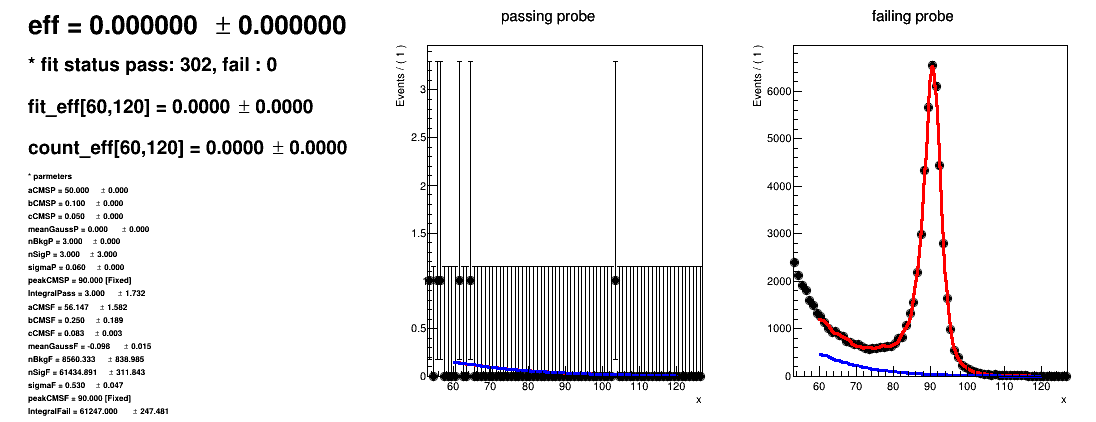 eff = 0.000000 ± 0.000000
* fit status pass: 302, fail : 0
fit_eff[60,120] = 0.0000 ± 0.0000
count_eff[60,120] = 0.0000 ± 0.0000
* parmeters
aCMSP = 50.000 ± 0.000
bCMSP = 0.100 ± 0.000
cCMSP = 0.050 ± 0.000
meanGaussP = 0.000 ± 0.000
nBkgP = 3.000 ± 0.000
nSigP = 3.000 ± 3.000
sigmaP = 0.060 ± 0.000
peakCMSP = 90.000 [Fixed]
IntegralPass = 3.000 ± 1.732
aCMSF = 56.147 ± 1.582
bCMSF = 0.250 ± 0.189
cCMSF = 0.083 ± 0.003
meanGaussF = -0.098 ± 0.015
nBkgF = 8560.333 ± 838.985
nSigF = 61434.891 ± 311.843
sigmaF = 0.530 ± 0.047
peakCMSF = 90.000 [Fixed]
IntegralFail = 61247.000 ± 247.481
passing probe
Events / ( 1 )
3
2.5
2
1.5
1
0.5
0
60 70 80 90 100 110 120
x
failing probe
Events / ( 1 )
6000
5000
4000
3000
2000
1000
0
60 70 80 90 100 110 120
x